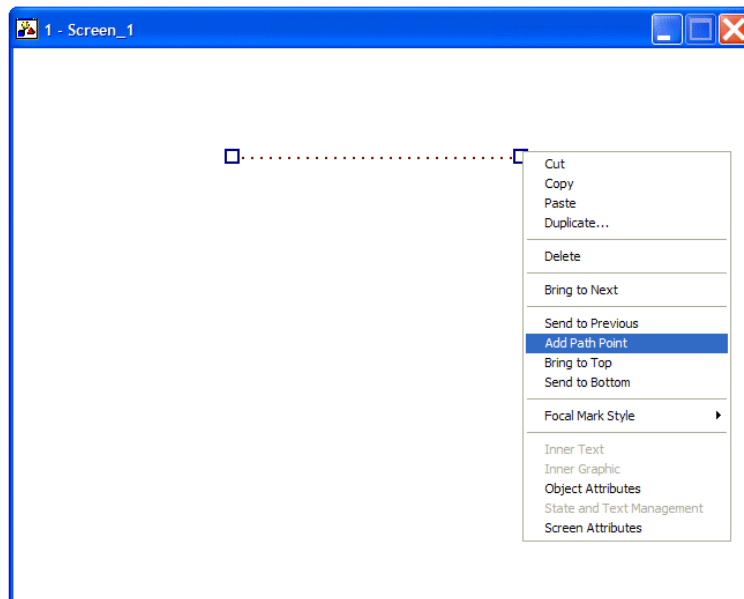 1 - Screen_1
Cut
Copy
Paste
Duplicate...
Delete
Bring to Next
Send to Previous
Add Path Point
Bring to Top
Send to Bottom
Focal Mark Style
Inner Text
Inner Graphic
Object Attributes
State and Text Management
Screen Attributes